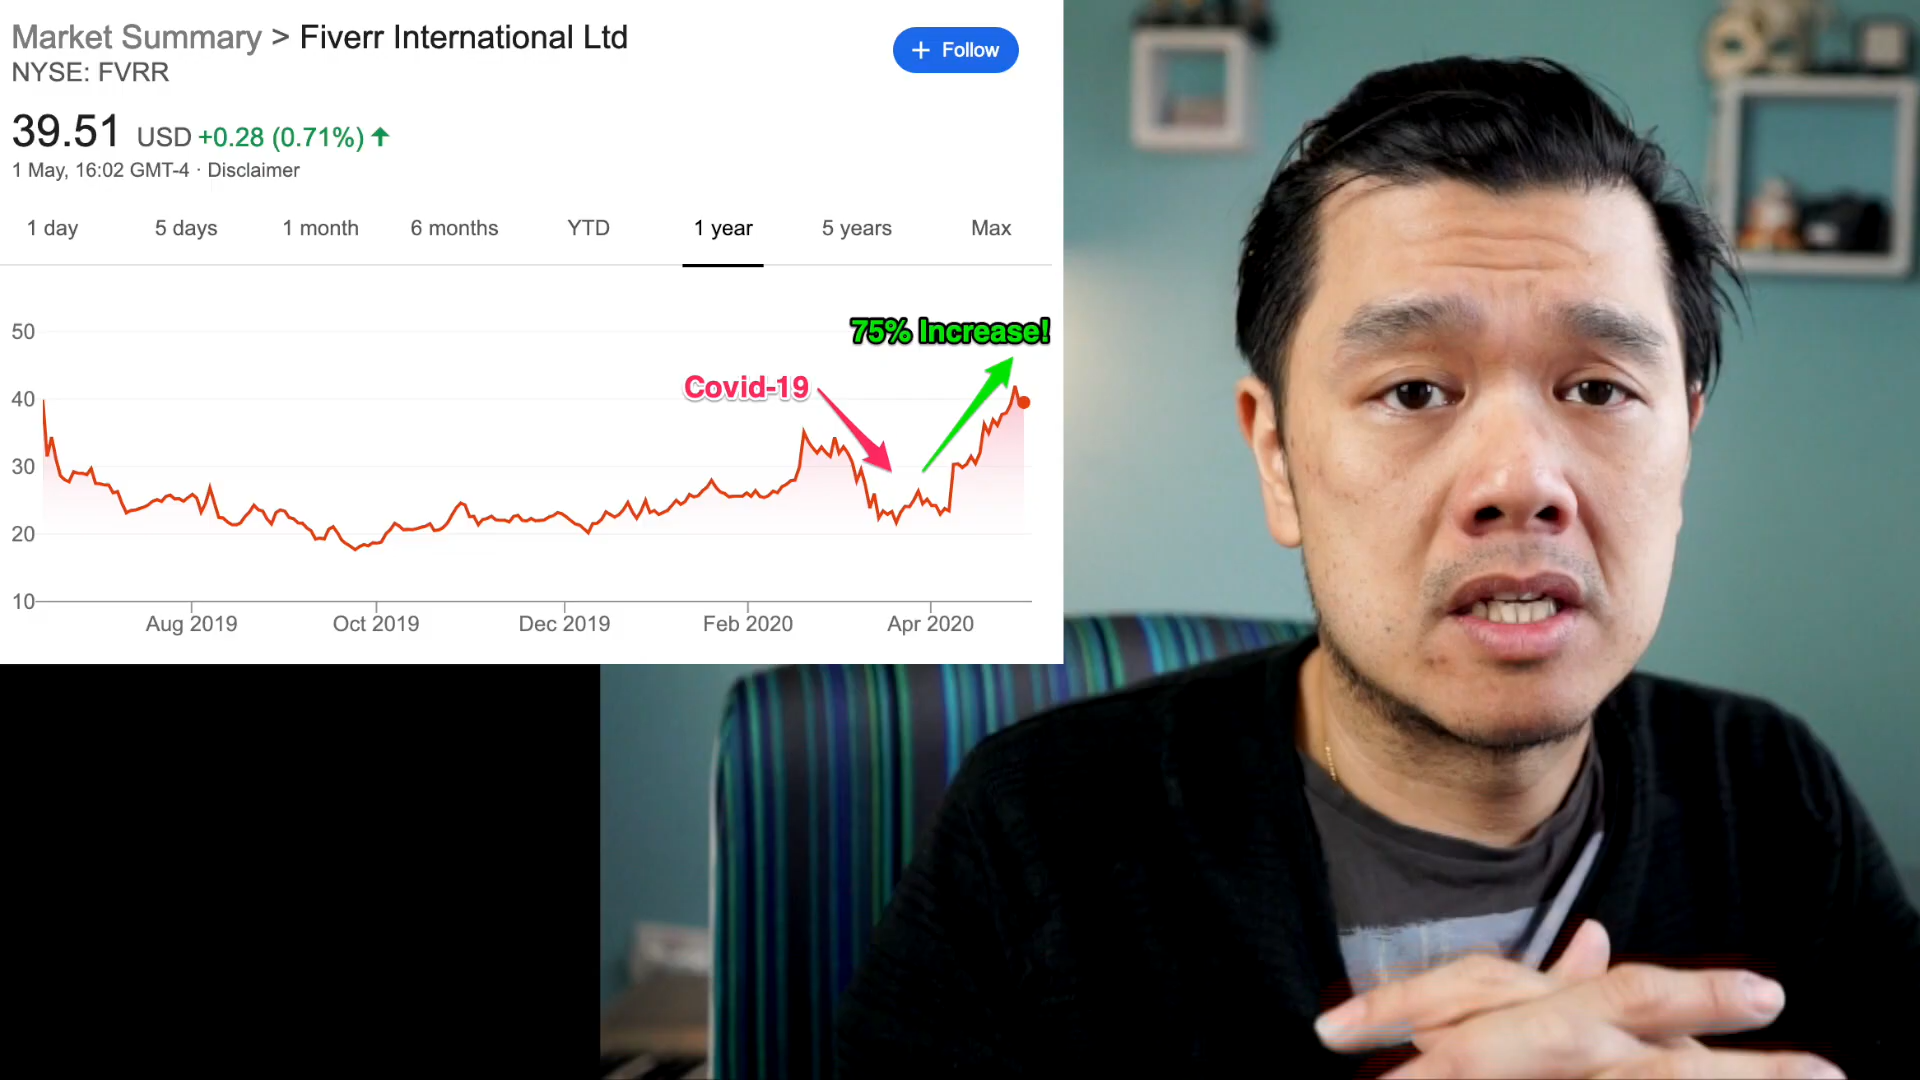 Market Summary > Fiverr International Ltd
NYSE: FVRR
+ Follow
39.51 USD +0.28 (0.71%) ↑
1 May, 16:02 GMT-4 · Disclaimer
1 day 5 days 1 month 6 months YTD 1 year 5 years Max
75% Increase!
Covid-19
50
40
30
20
10
Aug 2019 Oct 2019 Dec 2019 Feb 2020 Apr 2020